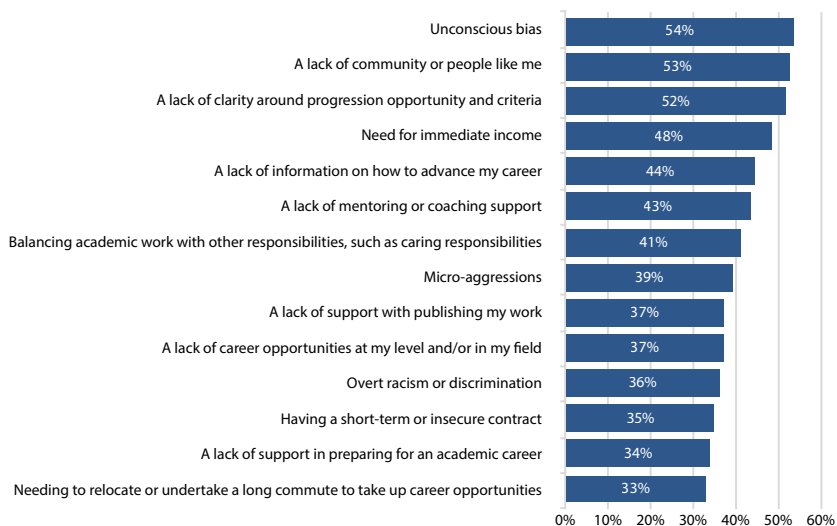 Unconscious bias 54%
A lack of community or people like me 53%
A lack of clarity around progression opportunity and criteria 52%
Need for immediate income 48%
A lack of information on how to advance my career 44%
A lack of mentoring or coaching support 43%
Balancing academic work with other responsibilities, such as caring responsibilities 41%
Micro-aggressions 39%
A lack of support with publishing my work 37%
A lack of career opportunities at my level and/or in my field 37%
Overt racism or discrimination 36%
Having a short-term or insecure contract 35%
A lack of support in preparing for an academic career 34%
Needing to relocate or undertake a long commute to take up career opportunities 33%
0% 10% 20% 30% 40% 50% 60%